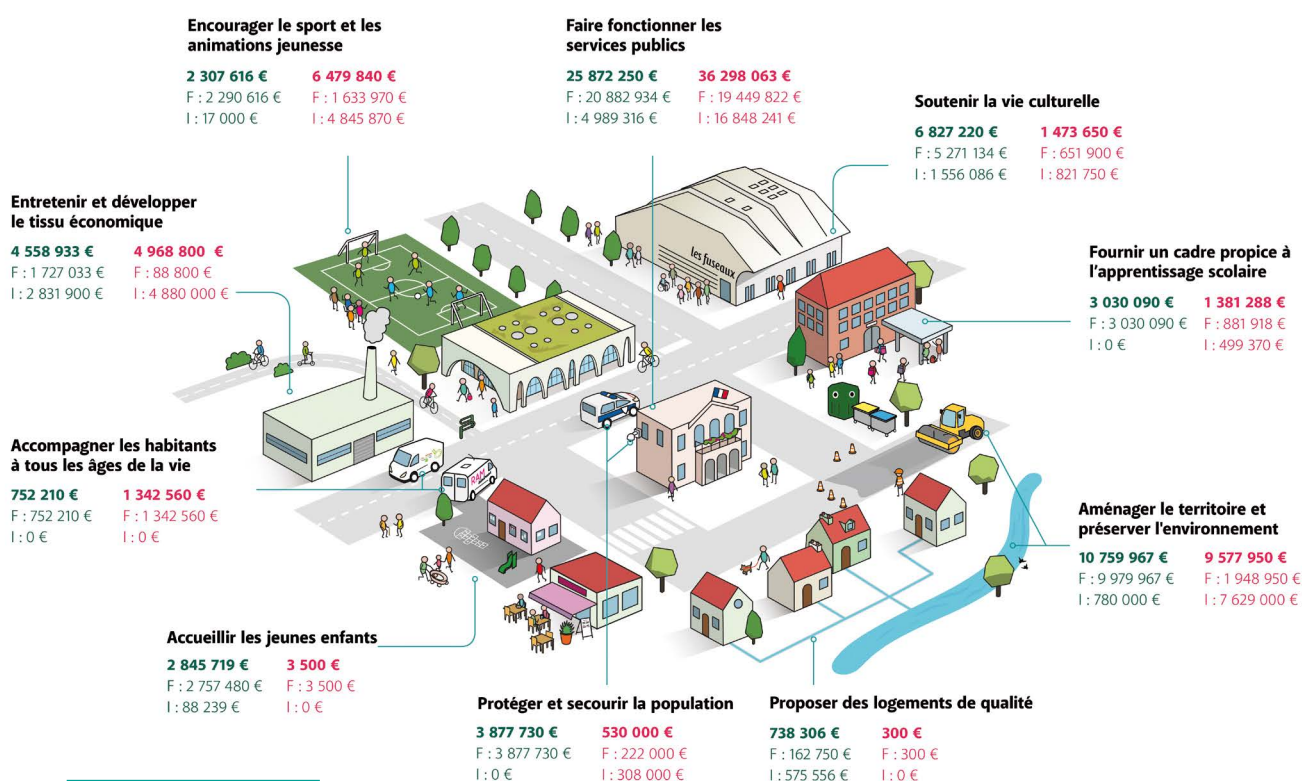 Encourager le sport et les
animations jeunesse
2 307 616 € 6 479 840 €
F : 2 290 616 € F : 1 633 970 €
I : 17 000 € I : 4 845 870 €
Faire fonctionner les
services publics
25 872 250 € 36 298 063 €
F : 20 882 934 € F : 19 449 822 €
I : 4 989 316 € I : 16 848 241 €
Soutenir la vie culturelle
6 827 220 € 1 473 650 €
F : 5 271 134 € F : 651 900 €
I : 1 556 086 € I : 821 750 €
Entretenir et développer
le tissu économique
4 558 933 € 4 968 800 €
F : 1 727 033 € F : 88 800 €
I : 2 831 900 € I : 4 880 000 €
les fuseaux
Fournir un cadre propice à
l'apprentissage scolaire
3 030 090 € 1 381 288 €
F : 3 030 090 € F : 881 918 €
I : 0 € I : 499 370 €
Accompagner les habitants
à tous les âges de la vie
752 210 € 1 342 560 €
F : 752 210 € F : 1 342 560 €
I : 0 € I : 0 €
RAM
Aménager le territoire et
préserver l'environnement
10 759 967 € 9 577 950 €
F : 9 979 967 € F : 1 948 950 €
I : 780 000 € I : 7 629 000 €
Accueillir les jeunes enfants
2 845 719 € 3 500 €
F : 2 757 480 € F : 3 500 €
I : 88 239 € I : 0 €
Protéger et secourir la population
3 877 730 € 530 000 €
F : 3 877 730 € F : 222 000 €
I : 0 € I : 308 000 €
Proposer des logements de qualité
738 306 € 300 €
F : 162 750 € F : 300 €
I : 575 556 € I : 0 €